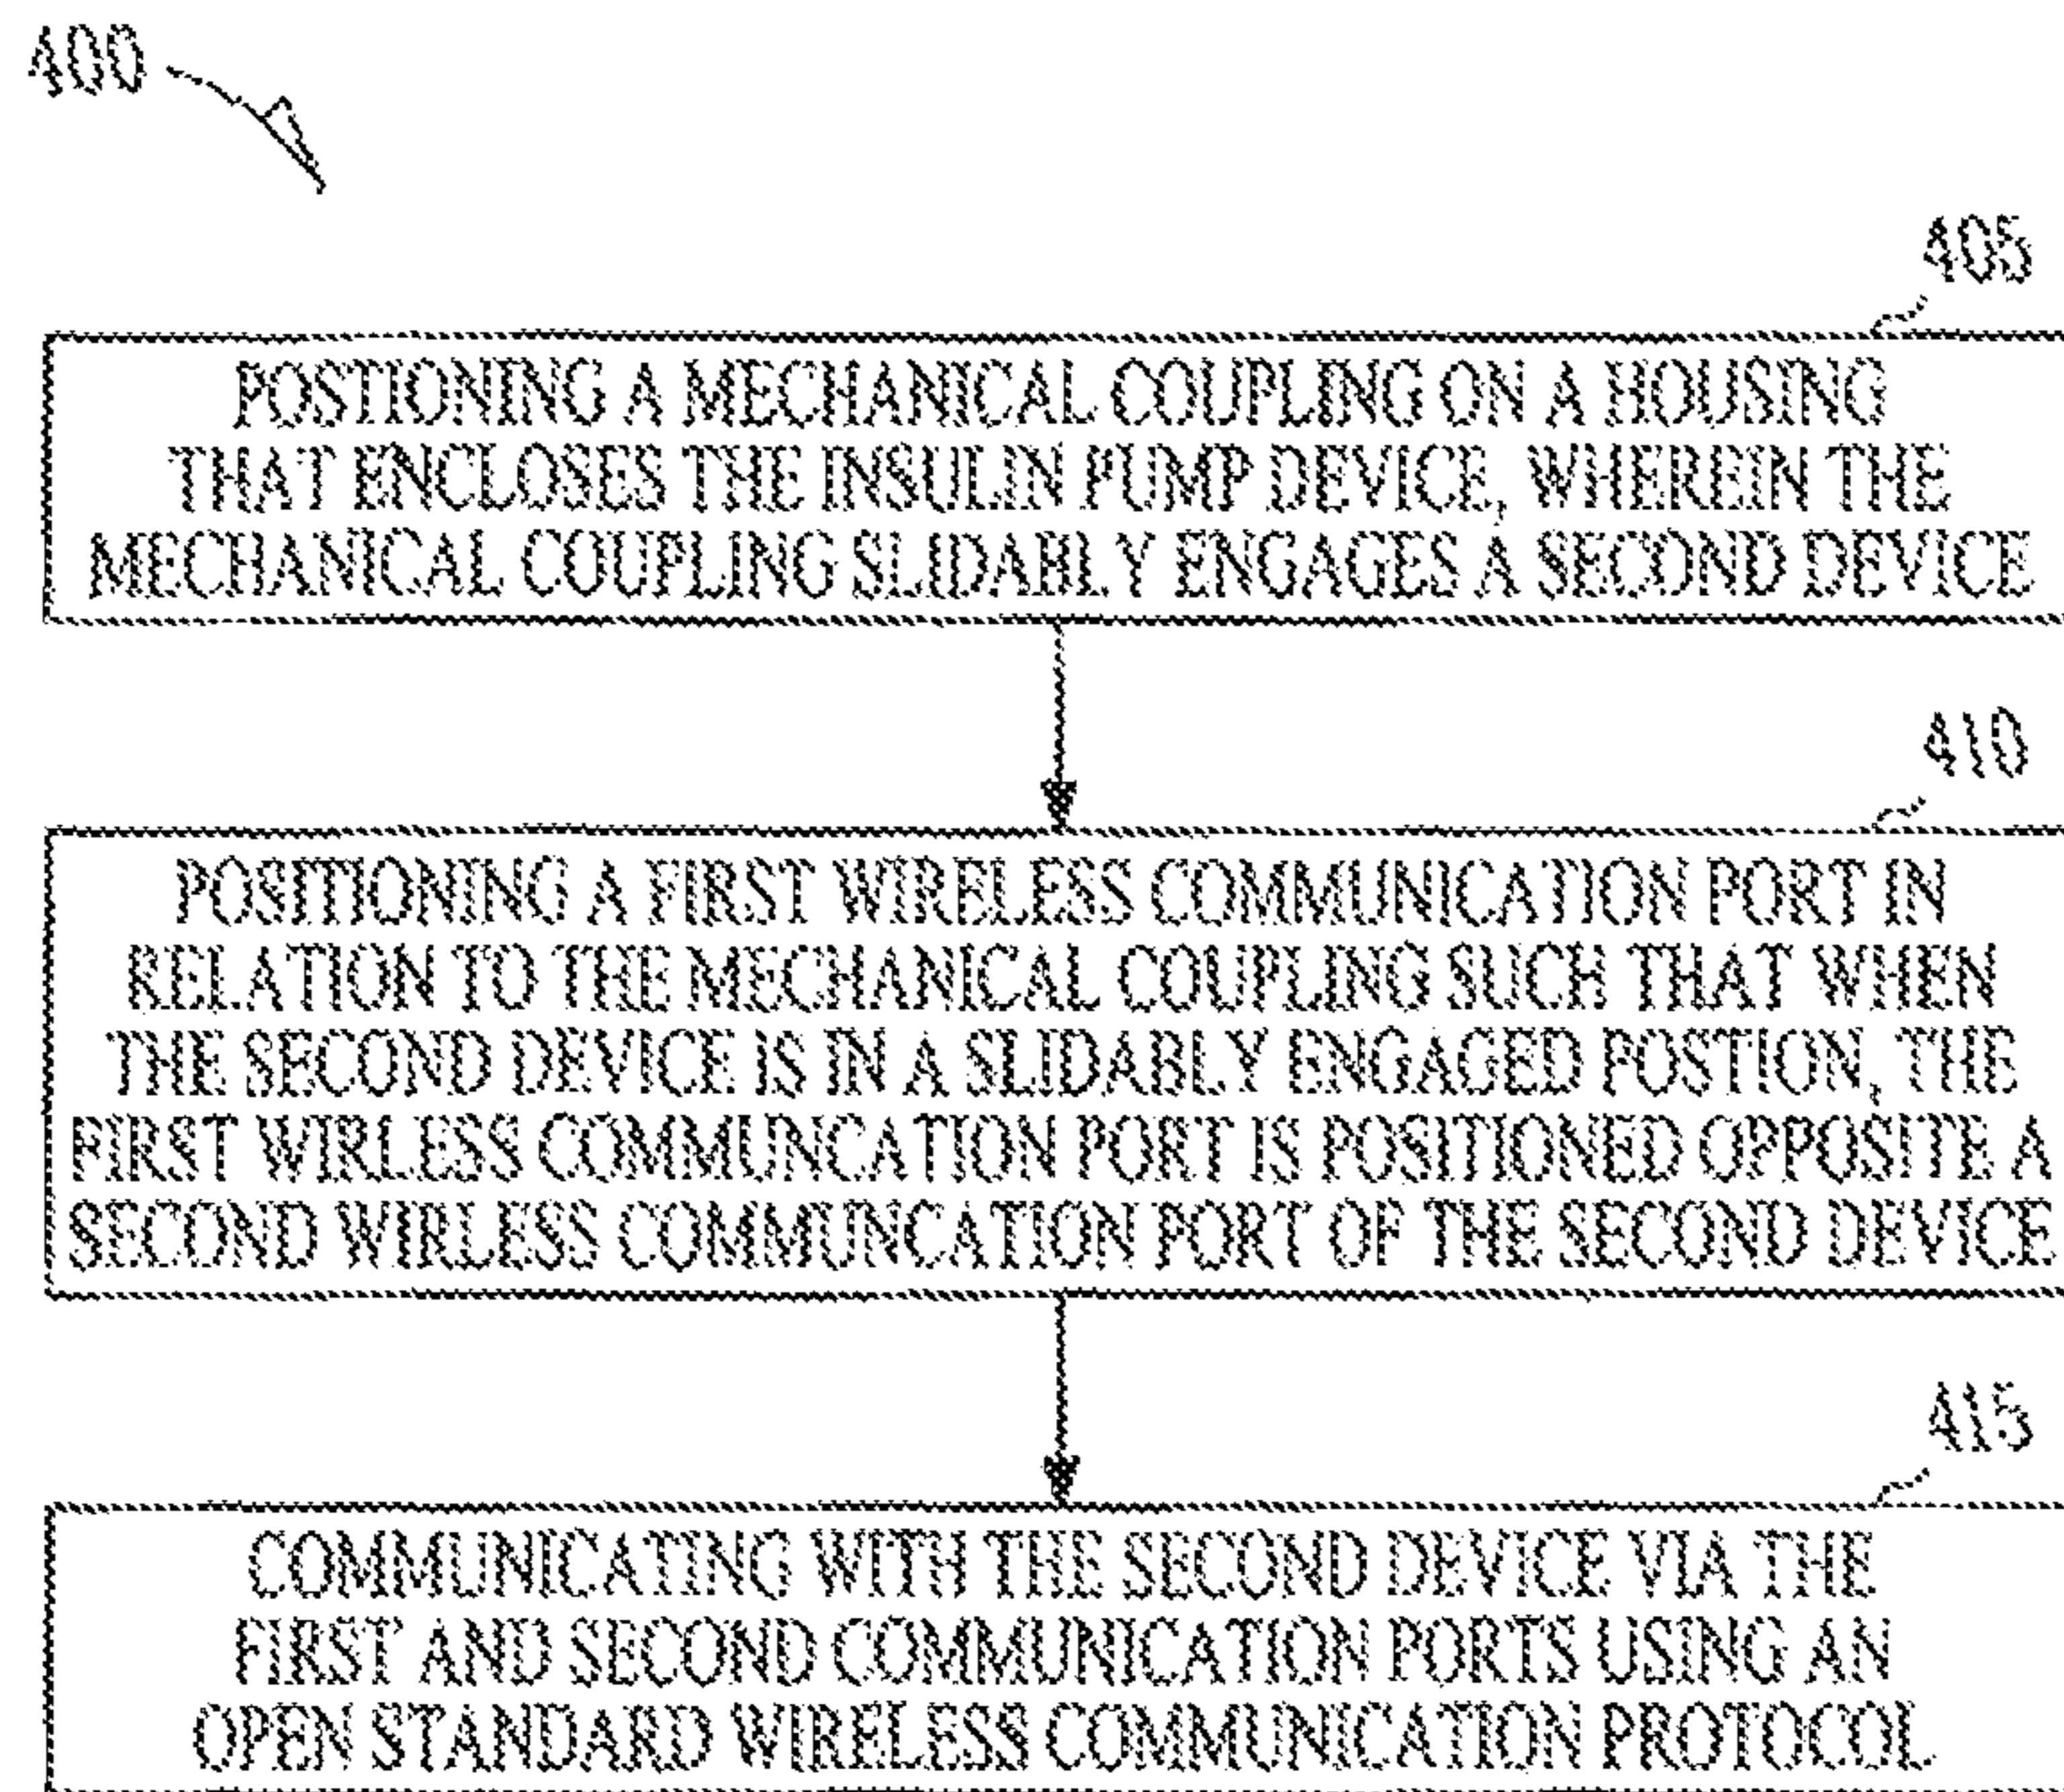 400
405
POSTIONING A MECHANICAL COUPLING ON A HOUSING
THAT ENCLOSES THE INSULIN PUMP DEVICE, WHEREIN THE
MECHANICAL COUPLING SLIDABLY ENGAGES A SECOND DEVICE
410
POSITIONING A FIRST WIRELESS COMMUNICATION PORT IN
RELATION TO THE MECHANICAL COUPLING SUCH THAT WHEN
THE SECOND DEVICE IS IN A SLIDABLY ENGAGED POSTION, THE
FIRST WIRLESS COMMUNCATION PORT IS POSITIONED OPPOSITE A
SECOND WIRLESS COMMUNCATION PORT OF THE SECOND DEVICE
415
COMMUNICATING WITH THE SECOND DEVICE VIA THE
FIRST AND SECOND COMMUNICATION PORTS USING AN
OPEN STANDARD WIRELESS COMMUNICATION PROTOCOL